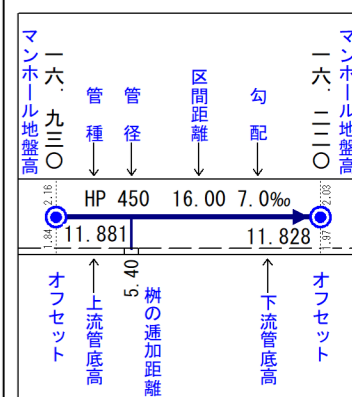 マンホール地盤高
一六.九三〇
管種
管径
区間距離
勾配
一六.二二〇
マンホール地盤高
2.16
HP 450 16.00 7.0‰
2.03
1.84
11.881
11.828
1.97
オフセット
上流管底高
5.40
桝の逓加距離
下流管底高
オフセット